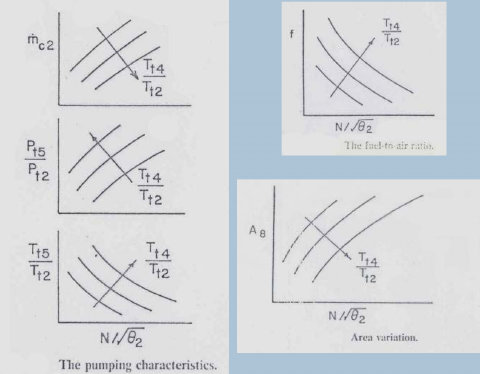 ṁc2
Tt4
Tt2
Pt5
Pt2
Tt4
Tt2
Tt5
Tt2
Tt4
Tt2
N/√θ2
The pumping characteristics.
f
Tt4
Tt2
N/√θ2
The fuel-to-air ratio.
A8
Tt4
Tt2
N/√θ2
Area variation.